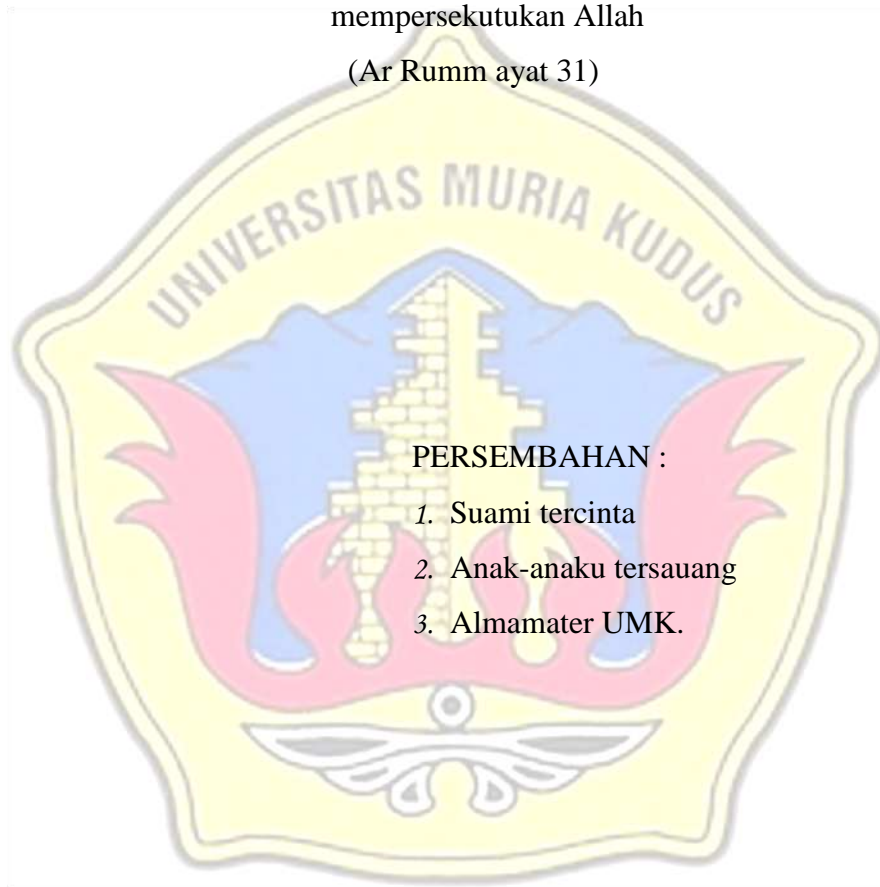 mempersekutukan Allah
(Ar Rumm ayat 31)
UNIVERSITAS MURIA KUDUS
PERSEMBAHAN :
1. Suami tercinta
2. Anak-anaku tersauang
3. Almamater UMK.